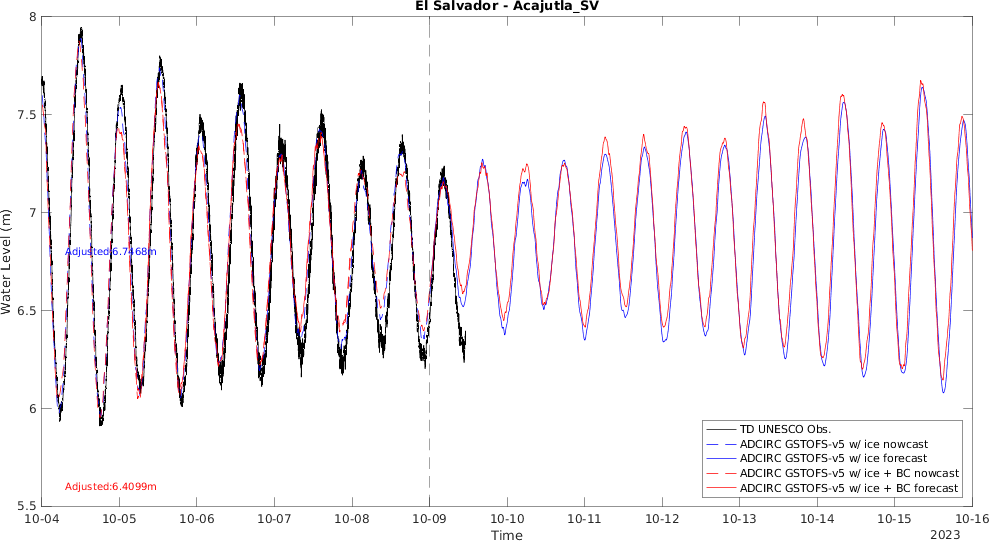 El Salvador - Acajutla_SV
Water Level (m)
8
7.5
7
6.5
6
5.5
Adjusted:6.7468m
Adjusted:6.4099m
TD UNESCO Obs.
ADCIRC GSTOFS-v5 w/ ice nowcast
ADCIRC GSTOFS-v5 w/ ice forecast
ADCIRC GSTOFS-v5 w/ ice + BC nowcast
ADCIRC GSTOFS-v5 w/ ice + BC forecast
10-04 10-05 10-06 10-07 10-08 10-09 10-10 10-11 10-12 10-13 10-14 10-15 10-16
Time
2023